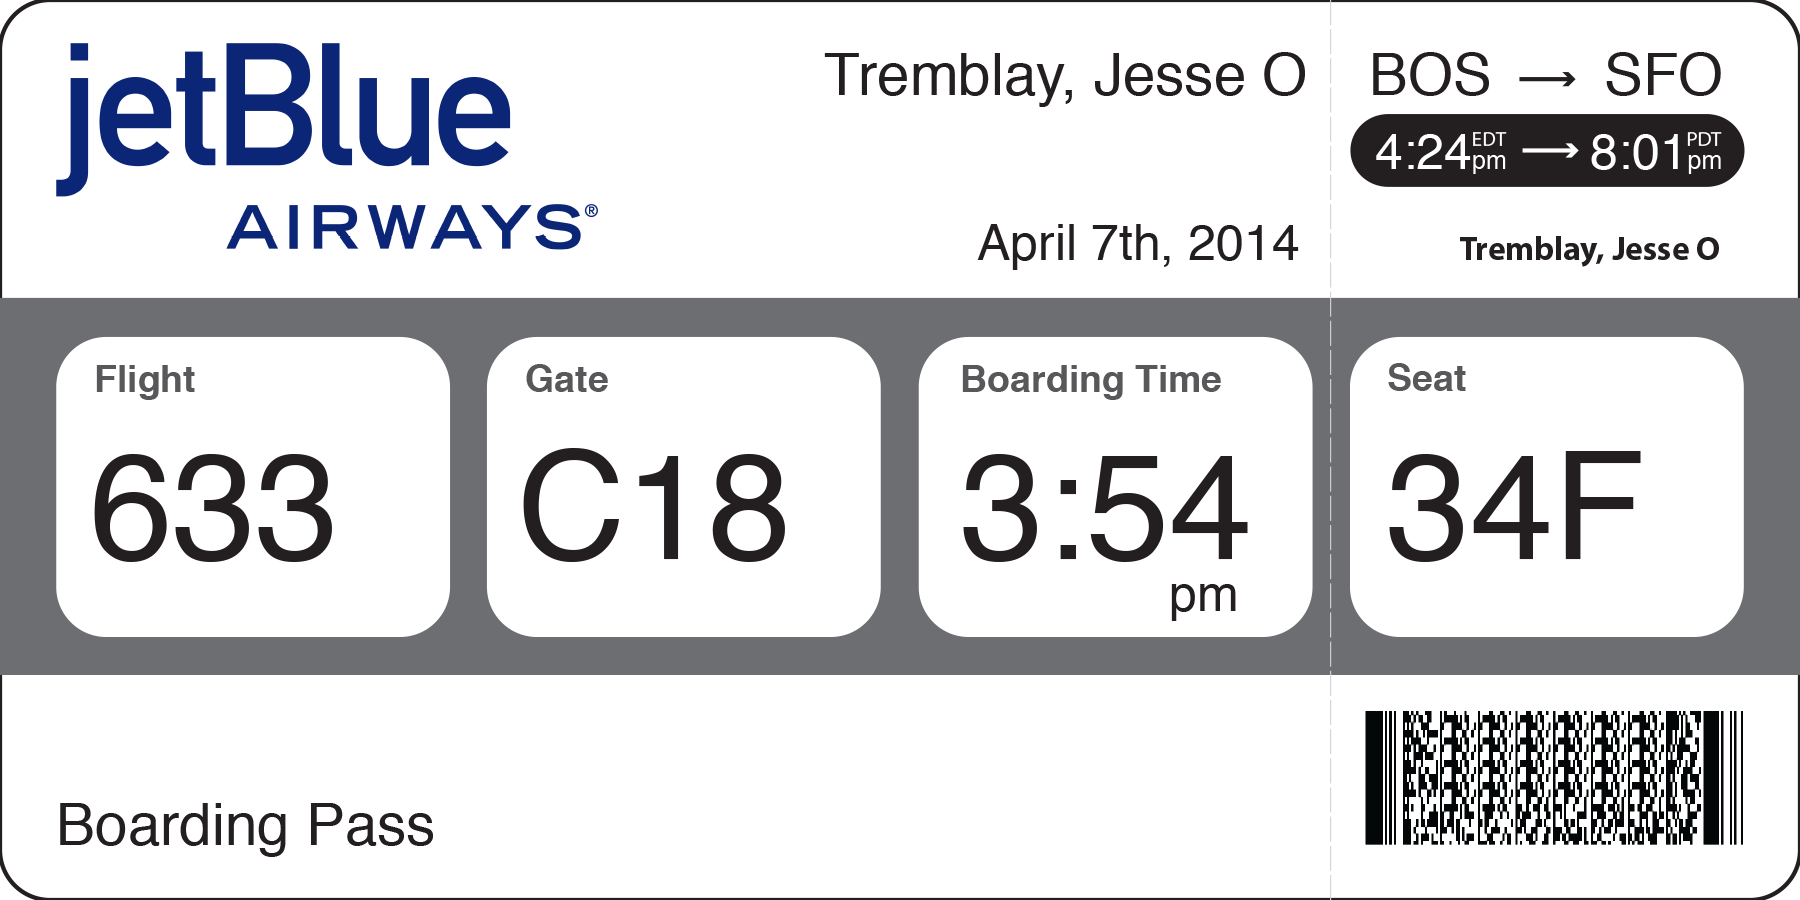 jetBlue
AIRWAYS®
Tremblay, Jesse O
April 7th, 2014
BOS → SFO
4:24 EDT pm → 8:01 PDT pm
Tremblay, Jesse O
Flight
633
Gate
C18
Boarding Time
3:54
pm
Seat
34F
Boarding Pass